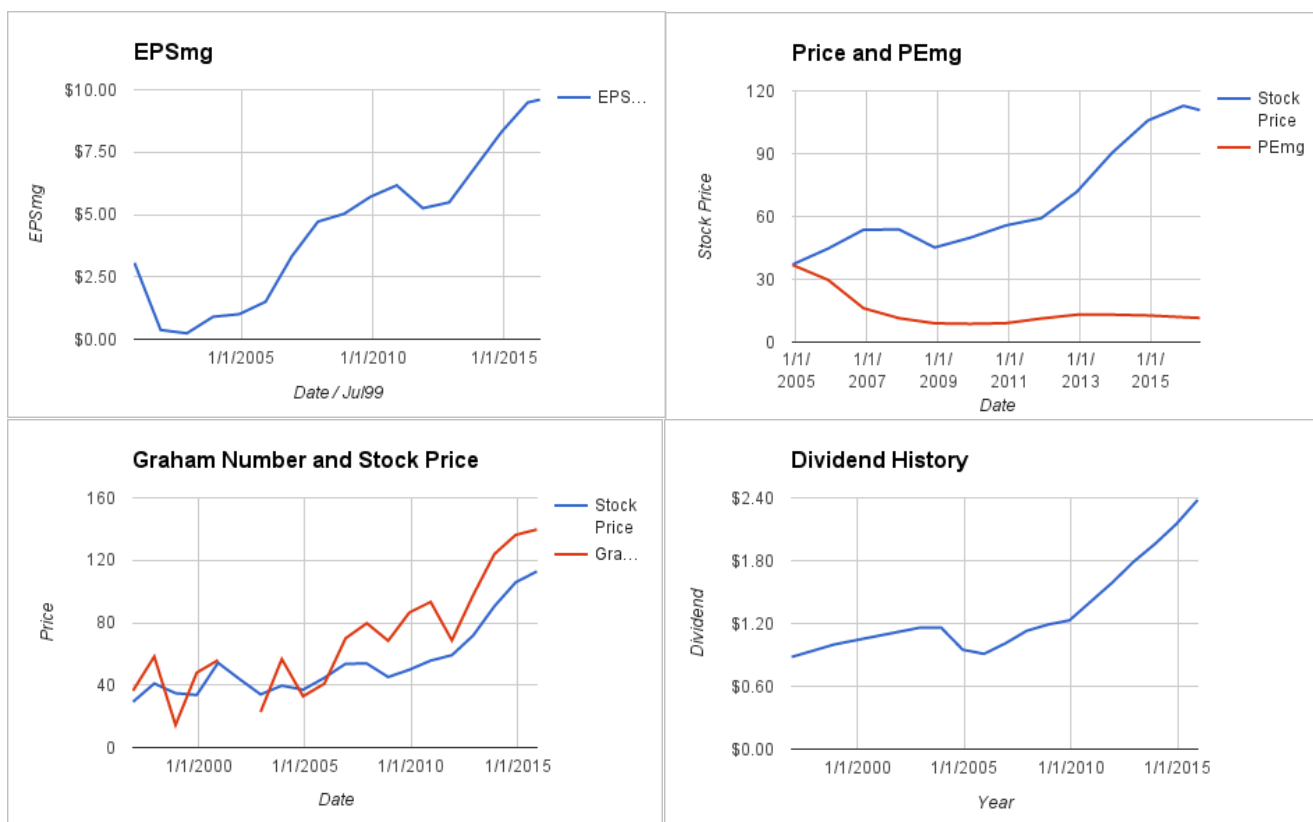 EPSmg
$10.00
$7.50
$5.00
$2.50
$0.00
EPSmg
1/1/2005
1/1/2010
1/1/2015
Date / Jul99
EPS...
Price and PEmg
120
90
60
30
0
Stock Price
1/1/
2005
1/1/
2007
1/1/
2009
1/1/
2011
1/1/
2013
1/1/
2015
Date
Stock
Price
PEmg
Graham Number and Stock Price
160
120
80
40
0
Price
1/1/2000
1/1/2005
1/1/2010
1/1/2015
Date
Stock
Price
Gra...
Dividend History
$2.40
$1.80
$1.20
$0.60
$0.00
Dividend
1/1/2000
1/1/2005
1/1/2010
1/1/2015
Year